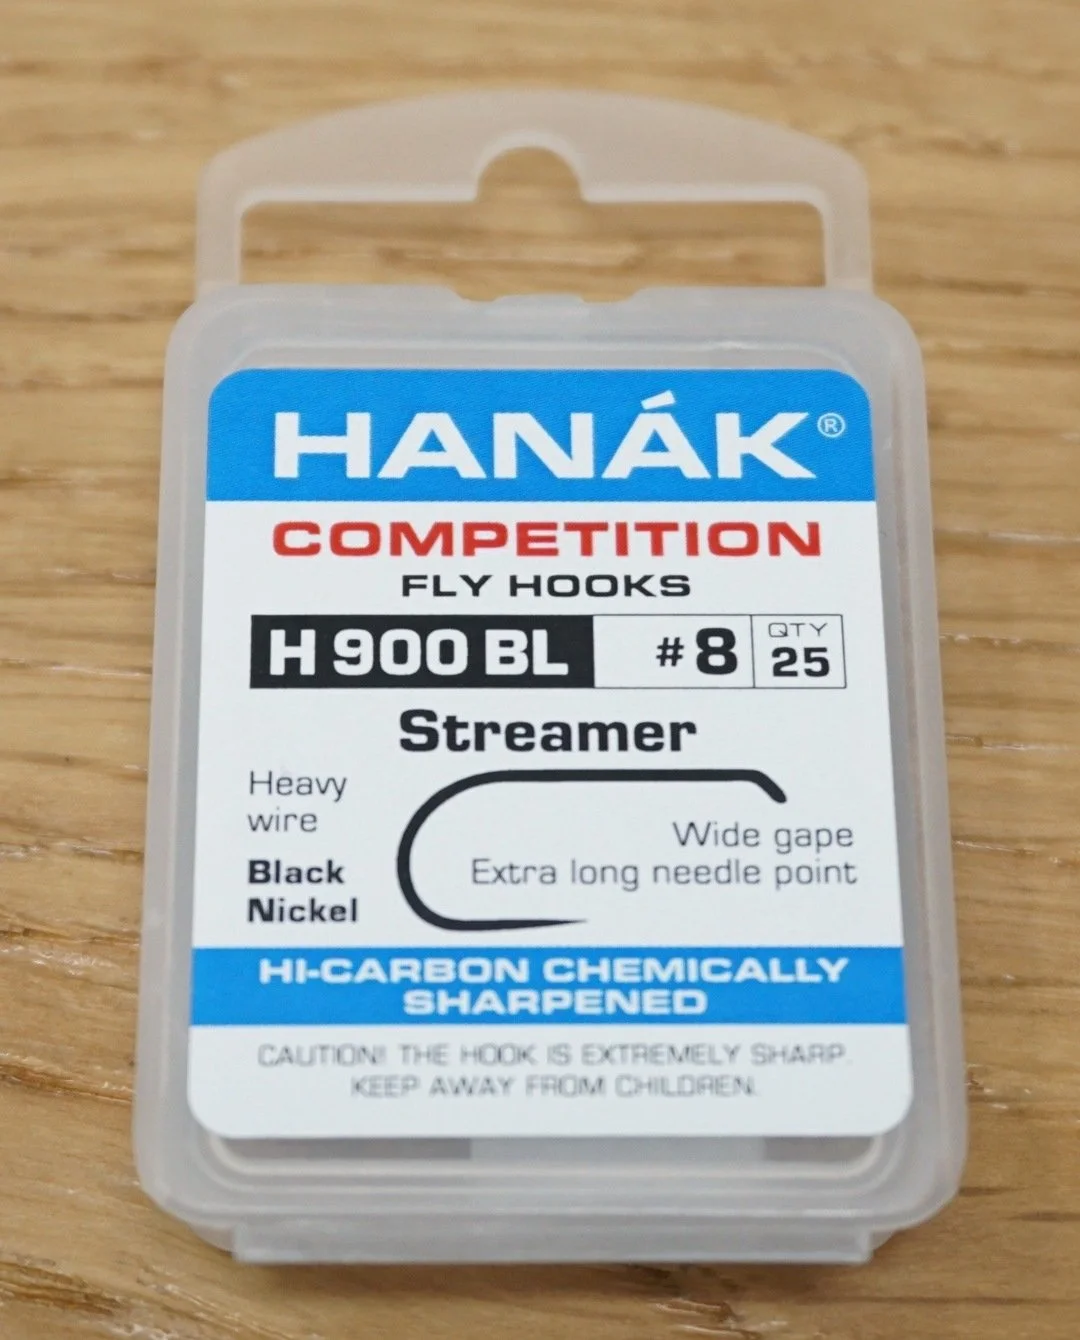 HANÁK®
COMPETITION
FLY HOOKS
H 900 BL #8 QTY 25
Streamer
Heavy
wire
Black
Nickel
Wide gape
Extra long needle point
HI-CARBON CHEMICALLY
SHARPENED
CAUTION! THE HOOK IS EXTREMELY SHARP.
KEEP AWAY FROM CHILDREN.